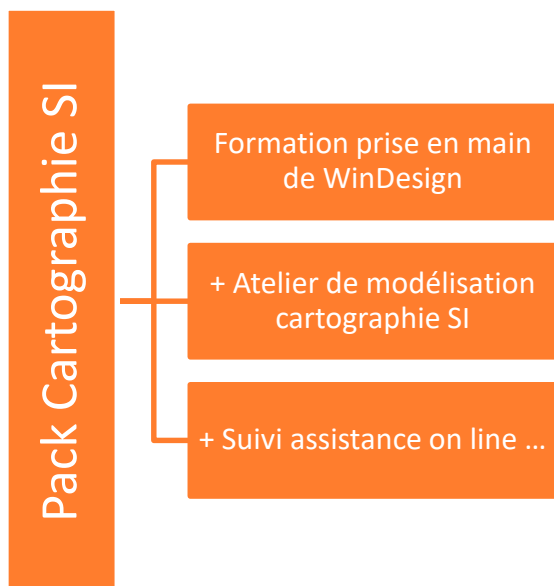 Pack Cartographie SI
Formation prise en main
de WinDesign
+ Atelier de modélisation
cartographie SI
+ Suivi assistance on line ...